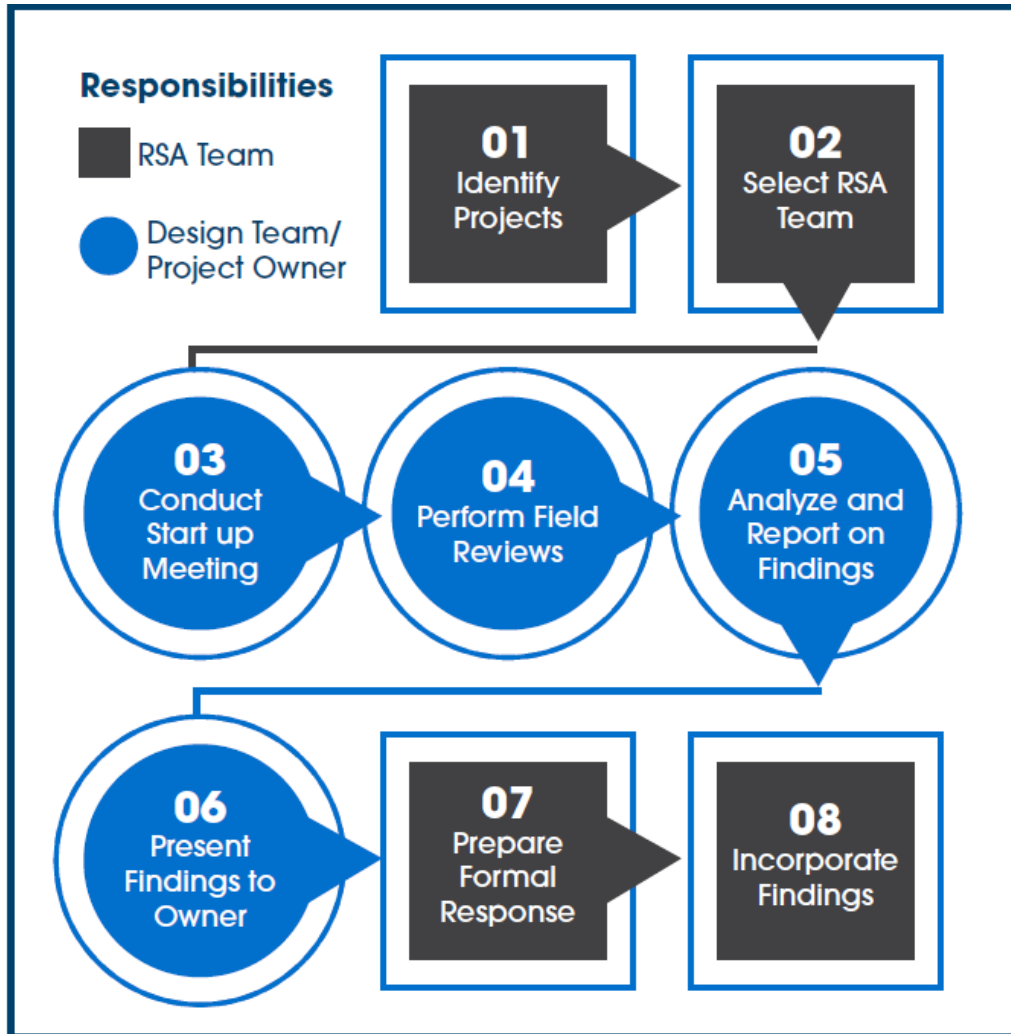 Responsibilities
RSA Team
Design Team/
Project Owner
01
Identify
Projects
02
Select RSA
Team
03
Conduct
Start up
Meeting
04
Perform Field
Reviews
05
Analyze and
Report on
Findings
06
Present
Findings to
Owner
07
Prepare
Formal
Response
08
Incorporate
Findings